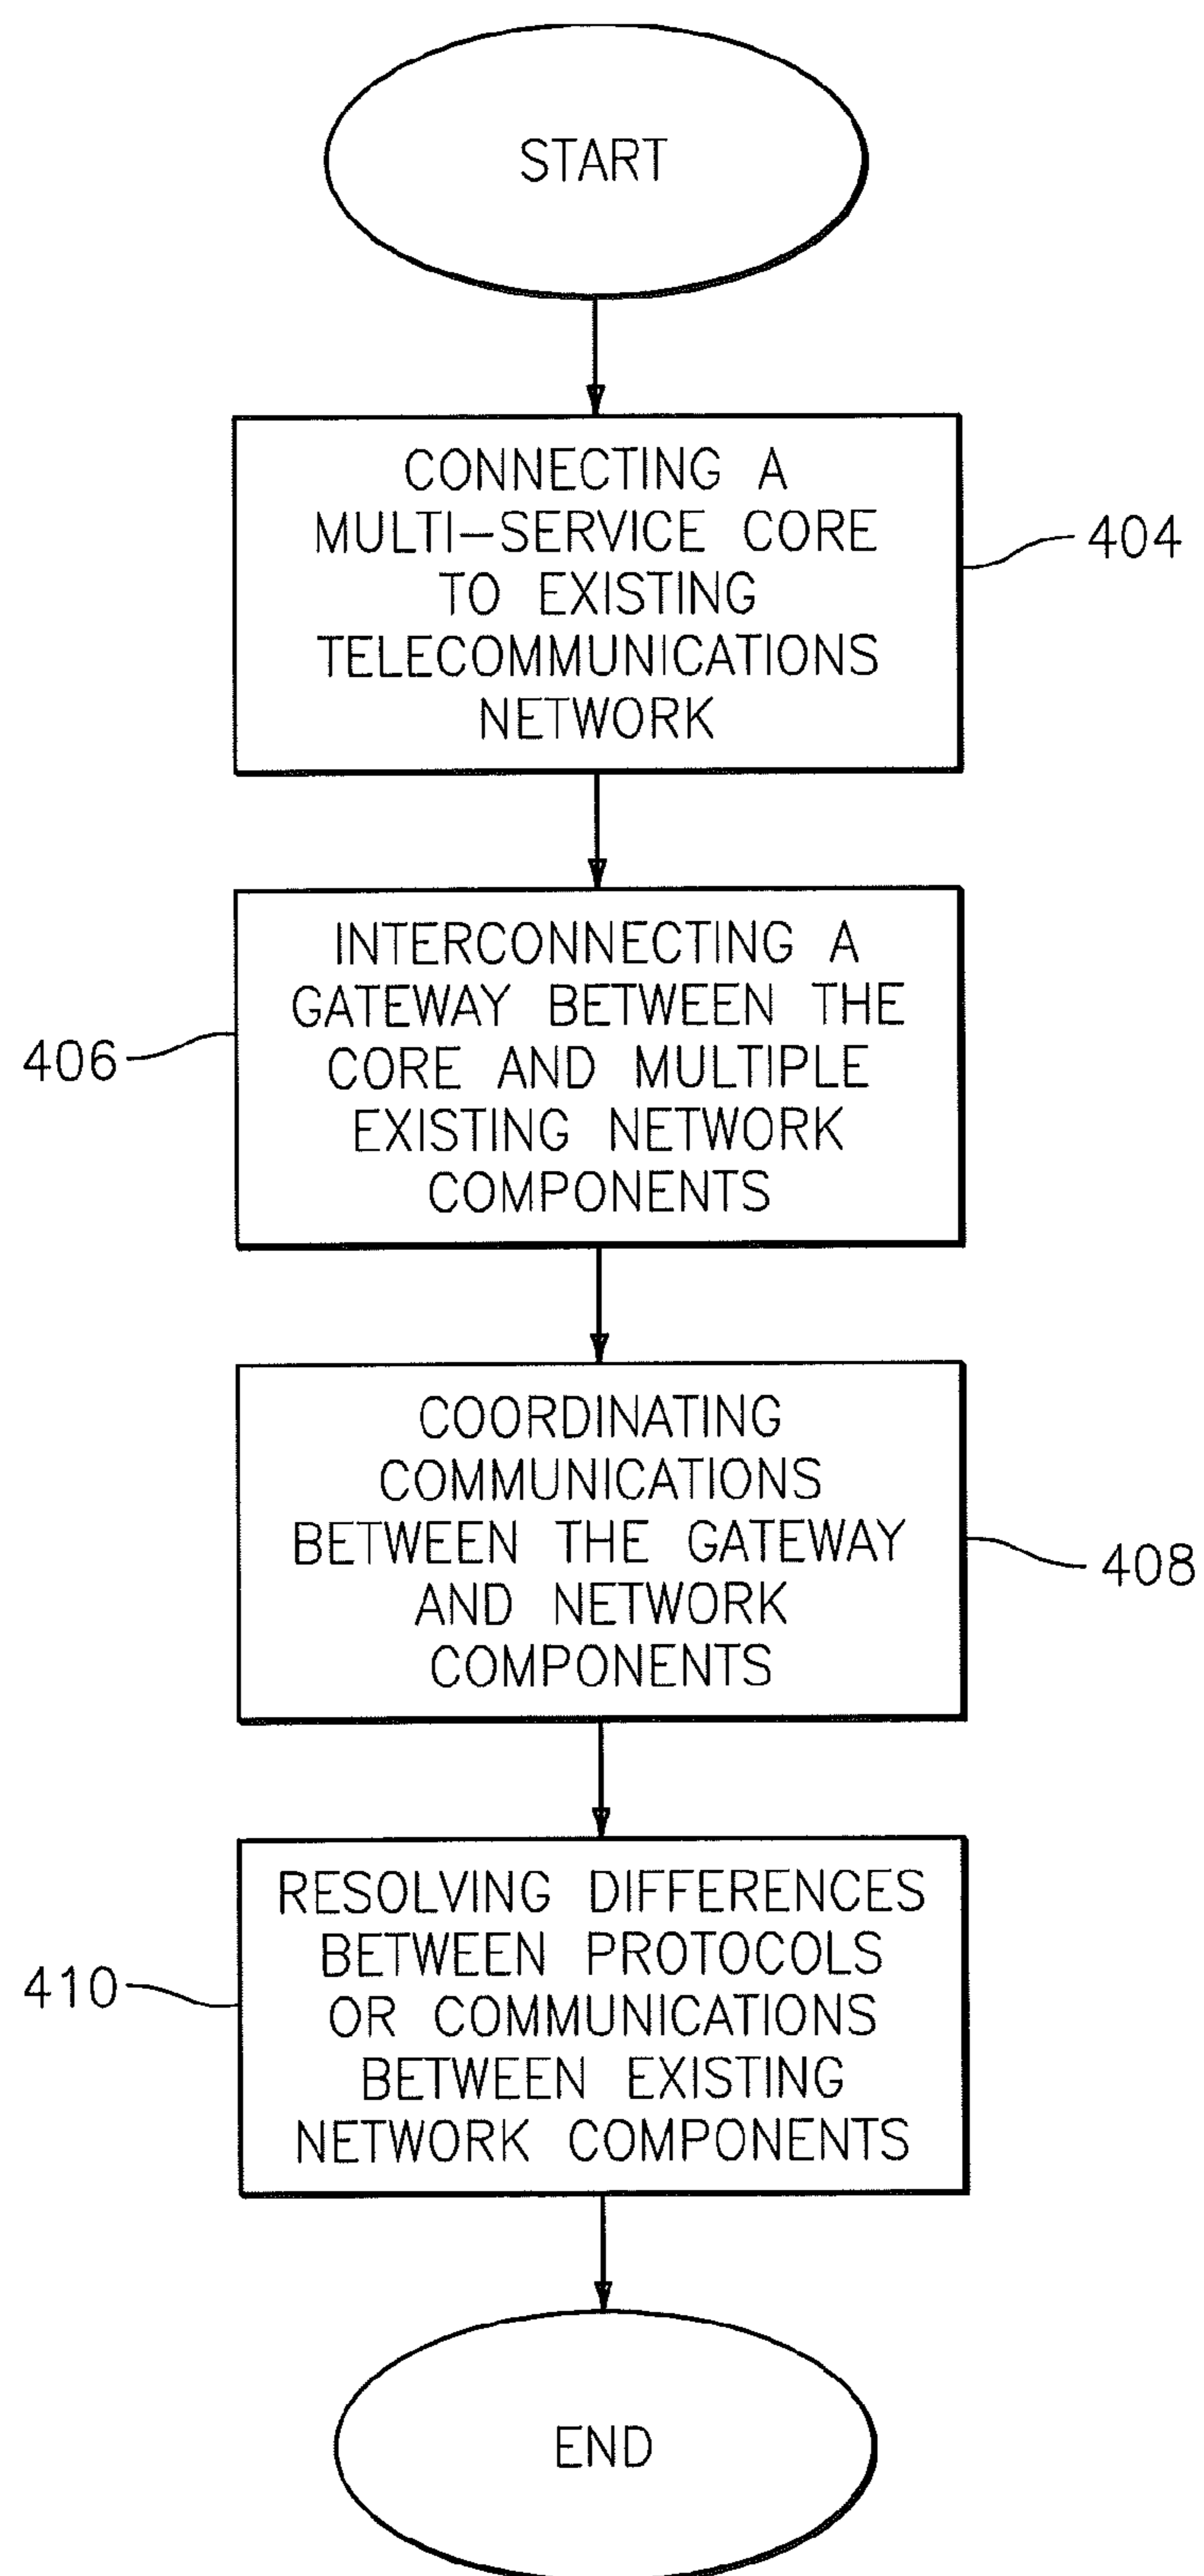 START
CONNECTING A
MULTI-SERVICE CORE
TO EXISTING
TELECOMMUNICATIONS
NETWORK
404
INTERCONNECTING A
GATEWAY BETWEEN THE
CORE AND MULTIPLE
EXISTING NETWORK
COMPONENTS
406
COORDINATING
COMMUNICATIONS
BETWEEN THE GATEWAY
AND NETWORK
COMPONENTS
408
RESOLVING DIFFERENCES
BETWEEN PROTOCOLS
OR COMMUNICATIONS
BETWEEN EXISTING
NETWORK COMPONENTS
410
END